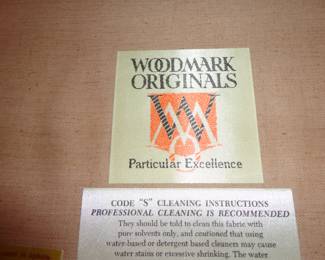 WOODMARK
ORIGINALS
Particular Excellence
CODE "S" CLEANING INSTRUCTIONS
PROFESSIONAL CLEANING IS RECOMMENDED
They should be told to clean this fabric with
pure solvents only, and cautioned that using
water-based or detergent based cleaners may cause
water stains or excessive shrinking. The water